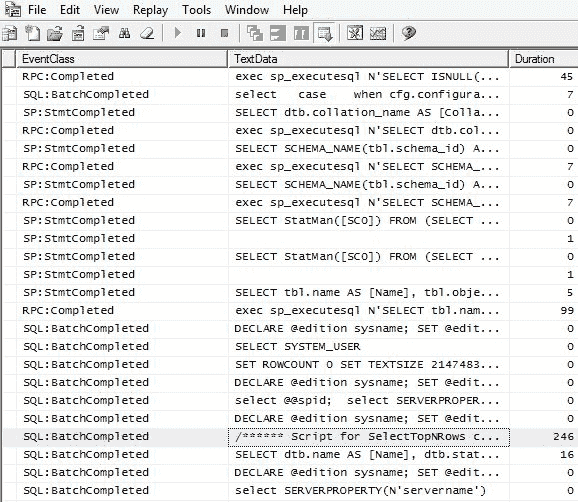 File Edit View Replay Tools Window Help
EventClass TextData Duration
RPC:Completed exec sp_executesql N'SELECT ISNULL(... 45
SQL:BatchCompleted select case when cfg.configura... 7
SP:StmtCompleted SELECT dtb.collation_name AS [Colla... 0
RPC:Completed exec sp_executesql N'SELECT dtb.col... 0
SP:StmtCompleted SELECT SCHEMA_NAME(tbl.schema_id) A... 0
RPC:Completed exec sp_executesql N'SELECT SCHEMA_... 7
SP:StmtCompleted SELECT SCHEMA_NAME(tbl.schema_id) A... 0
RPC:Completed exec sp_executesql N'SELECT SCHEMA_... 7
SP:StmtCompleted SELECT StatMan([SC0]) FROM (SELECT ... 0
SP:StmtCompleted 1
SP:StmtCompleted SELECT StatMan([SC0]) FROM (SELECT ... 0
SP:StmtCompleted 1
SP:StmtCompleted SELECT tbl.name AS [Name], tbl.obje... 5
RPC:Completed exec sp_executesql N'SELECT tbl.nam... 99
SQL:BatchCompleted DECLARE @edition sysname; SET @edit... 0
SQL:BatchCompleted SELECT SYSTEM_USER 0
SQL:BatchCompleted SET ROWCOUNT 0 SET TEXTSIZE 2147483... 0
SQL:BatchCompleted DECLARE @edition sysname; SET @edit... 0
SQL:BatchCompleted select @@spid; select SERVERPROPER... 0
SQL:BatchCompleted DECLARE @edition sysname; SET @edit... 0
SQL:BatchCompleted /****** Script for SelectTopNRows c... 246
SQL:BatchCompleted SELECT dtb.name AS [Name], dtb.stat... 16
SQL:BatchCompleted DECLARE @edition sysname; SET @edit... 0
SQL:BatchCompleted select SERVERPROPERTY(N'servername') 0